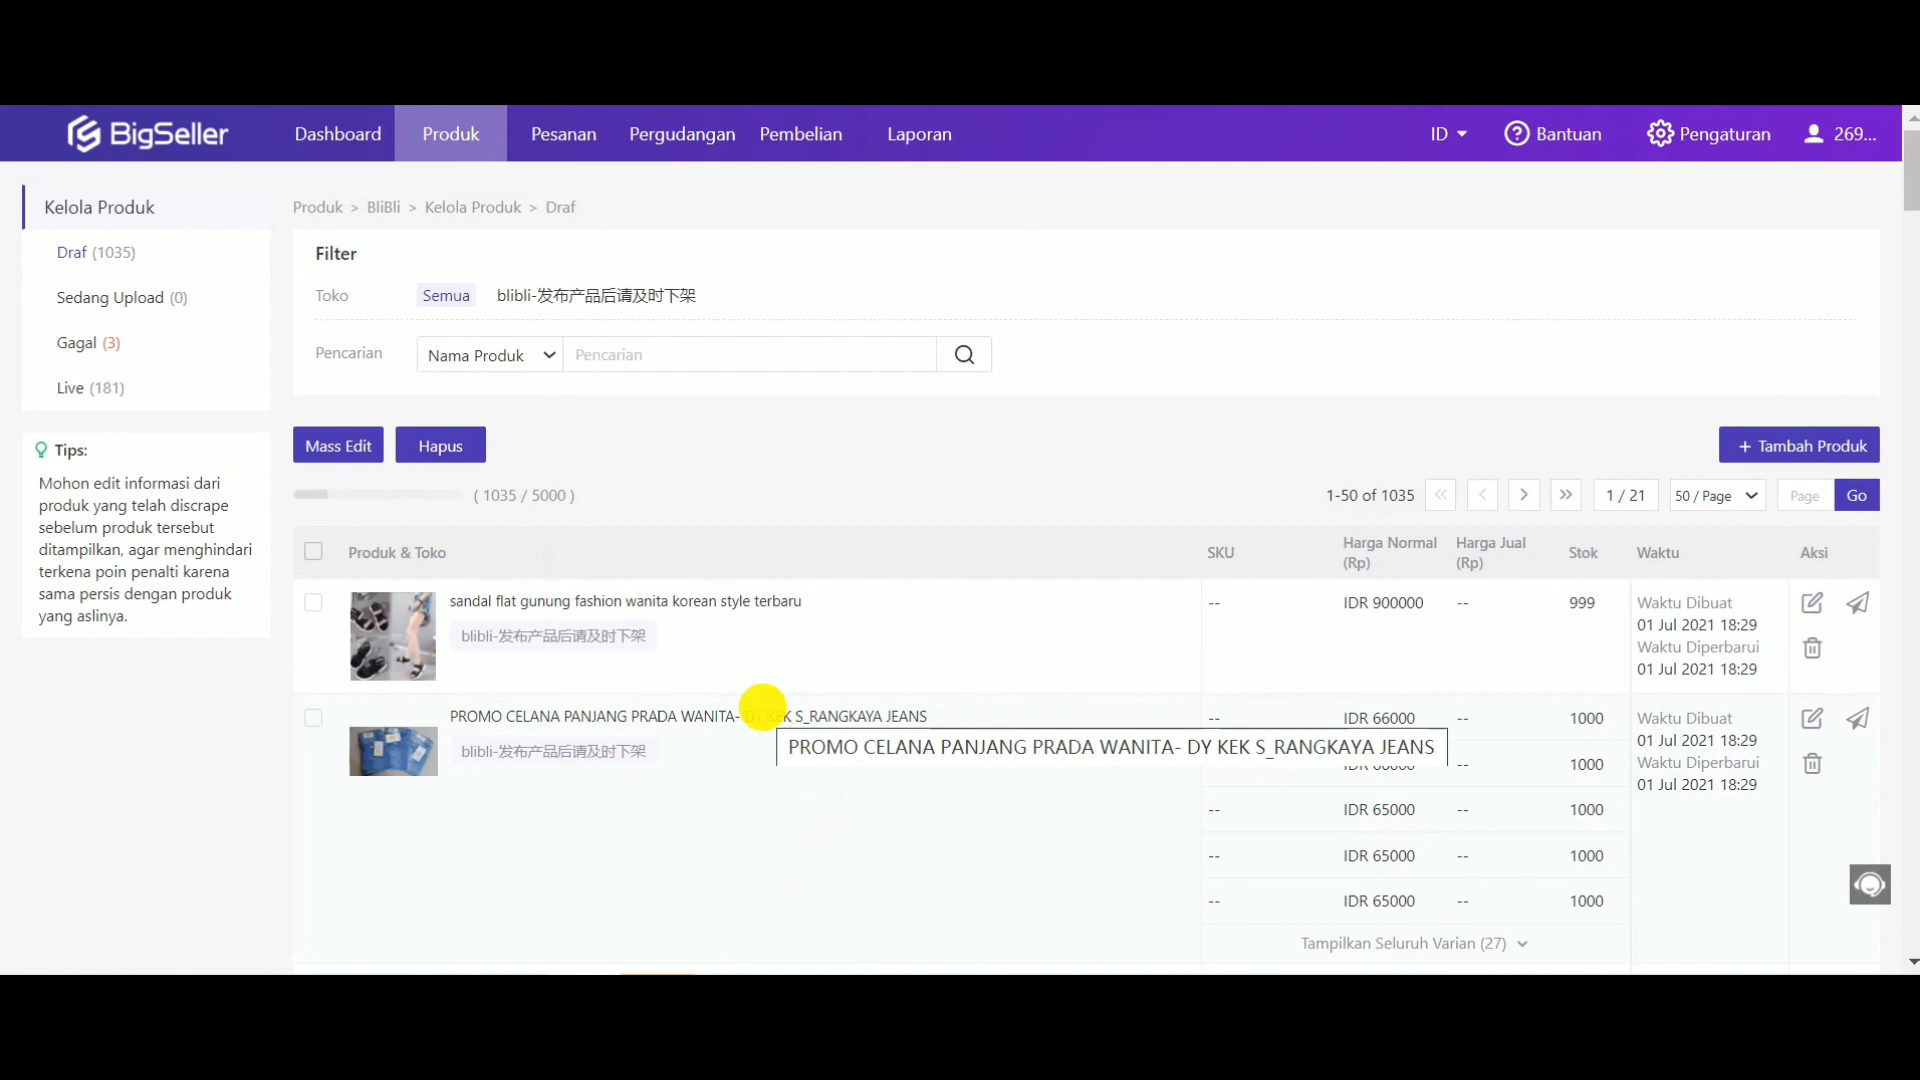 BigSeller
Dashboard
Produk
Pesanan
Pergudangan
Pembelian
Laporan
ID
Bantuan
Pengaturan
269...
Kelola Produk
Draf (1035)
Sedang Upload (0)
Gagal (3)
Live (181)
Tips:
Mohon edit informasi dari
produk yang telah discrape
sebelum produk tersebut
ditampilkan, agar menghindari
terkena poin penalti karena
sama persis dengan produk
yang aslinya.
Produk > BliBli > Kelola Produk > Draf
Filter
Toko Semua blibli-发布产品后请及时下架
Pencarian Nama Produk Pencarian
Mass Edit Hapus + Tambah Produk
( 1035 / 5000 ) 1-50 of 1035 1 / 21 50 / Page Page Go
Produk & Toko SKU Harga Normal (Rp) Harga Jual (Rp) Stok Waktu Aksi
sandal flat gunung fashion wanita korean style terbaru
blibli-发布产品后请及时下架
-- IDR 900000 -- 999
Waktu Dibuat
01 Jul 2021 18:29
Waktu Diperbarui
01 Jul 2021 18:29
PROMO CELANA PANJANG PRADA WANITA- DY KEK S_RANGKAYA JEANS
blibli-发布产品后请及时下架
PROMO CELANA PANJANG PRADA WANITA- DY KEK S_RANGKAYA JEANS
-- IDR 66000 -- 1000
-- 1000
-- IDR 65000 -- 1000
-- IDR 65000 -- 1000
-- IDR 65000 -- 1000
Tampilkan Seluruh Varian (27)
Waktu Dibuat
01 Jul 2021 18:29
Waktu Diperbarui
01 Jul 2021 18:29